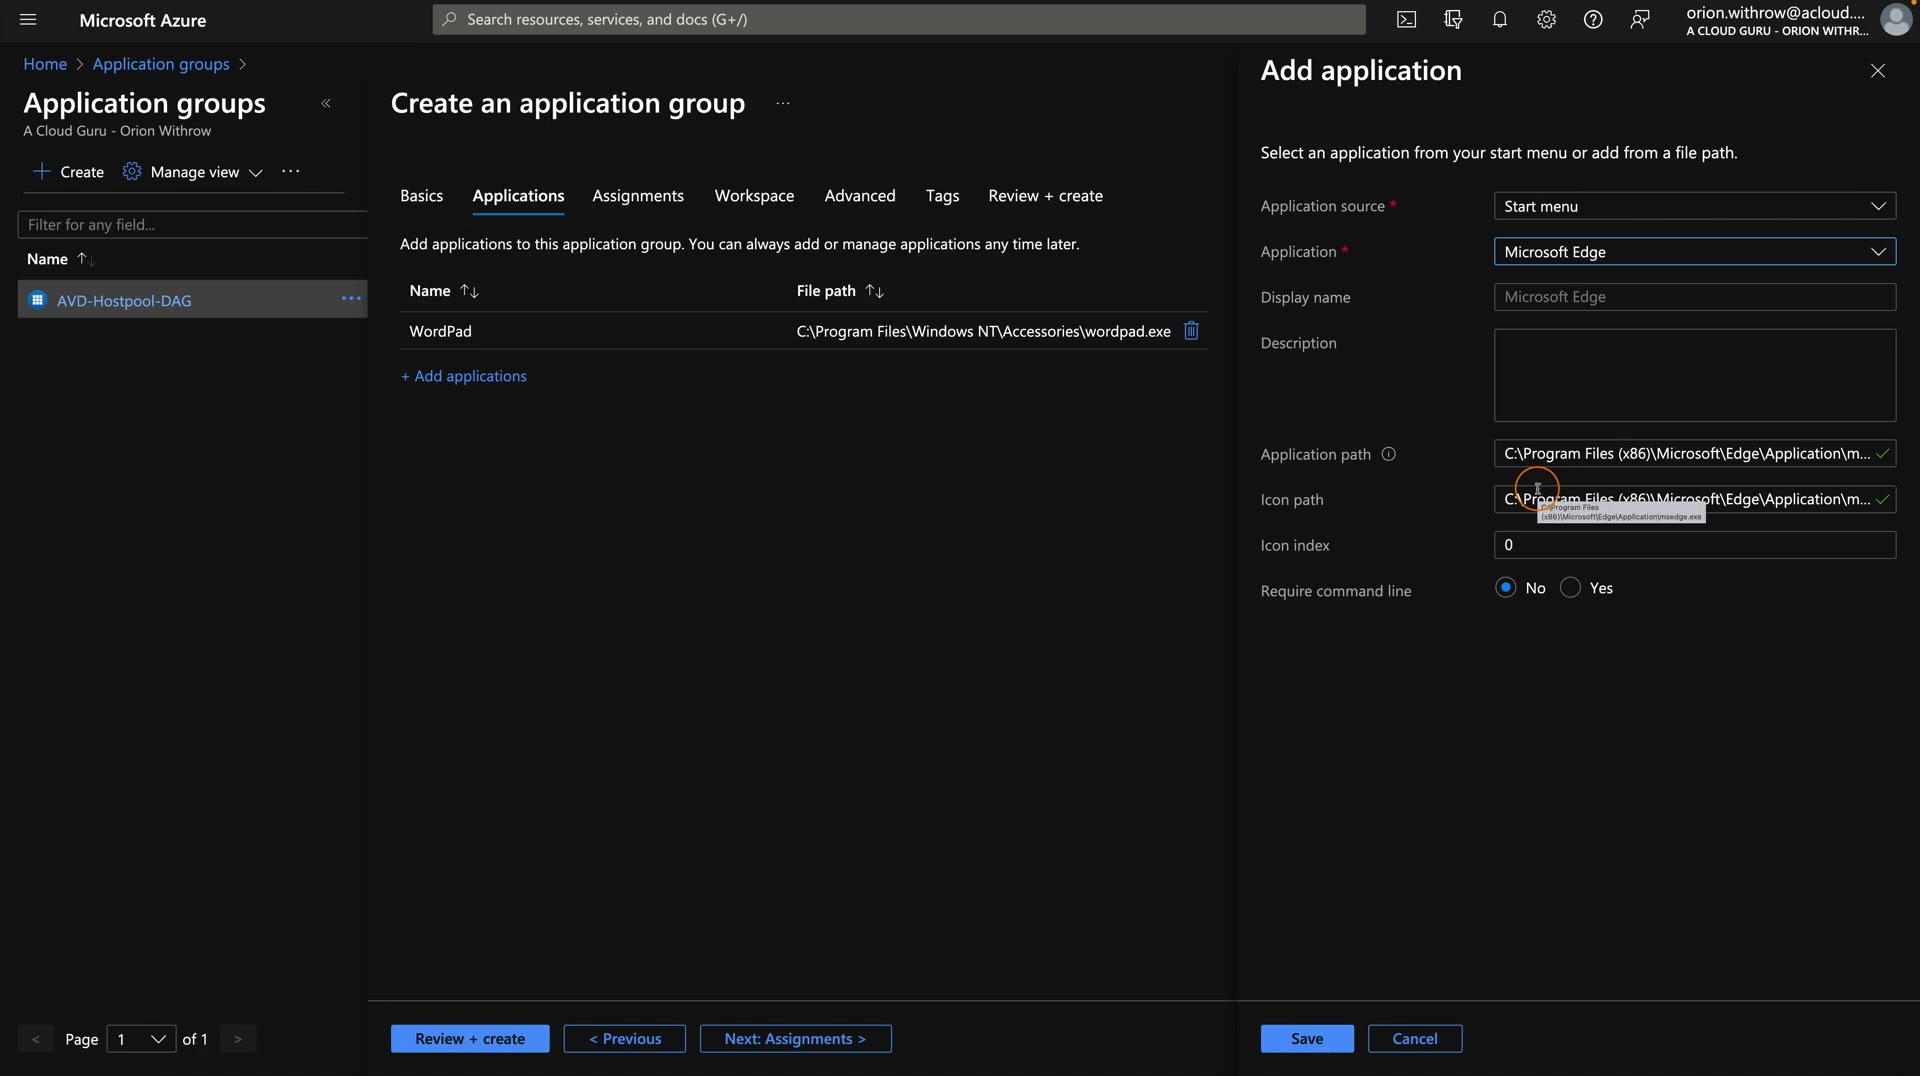 Microsoft Azure
Search resources, services, and docs (G+/)
orion.withrow@acloud....
A CLOUD GURU - ORION WITHR...
Home > Application groups >
Application groups
A Cloud Guru - Orion Withrow
Create
Manage view
Filter for any field...
Name
AVD-Hostpool-DAG
< Page 1 of 1 >
Create an application group
Basics Applications Assignments Workspace Advanced Tags Review + create
Add applications to this application group. You can always add or manage applications any time later.
Name File path
WordPad C:\Program Files\Windows NT\Accessories\wordpad.exe
+ Add applications
Review + create < Previous Next: Assignments >
Add application
Select an application from your start menu or add from a file path.
Application source * Start menu
Application * Microsoft Edge
Display name Microsoft Edge
Description
Application path C:\Program Files (x86)\Microsoft\Edge\Application\m...
Icon path C:\Program Files (x86)\Microsoft\Edge\Application\m...
C:\Program Files
(x86)\Microsoft\Edge\Application\msedge.exe
Icon index 0
Require command line No Yes
Save Cancel